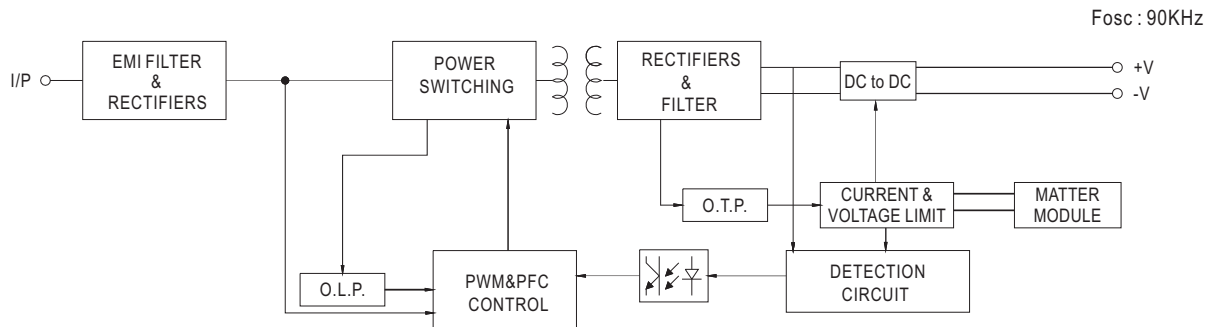 Fosc : 90KHz
I/P
EMI FILTER
&
RECTIFIERS
POWER
SWITCHING
RECTIFIERS
&
FILTER
DC to DC
+V
-V
O.T.P.
CURRENT &
VOLTAGE LIMIT
MATTER
MODULE
O.L.P.
PWM&PFC
CONTROL
DETECTION
CIRCUIT